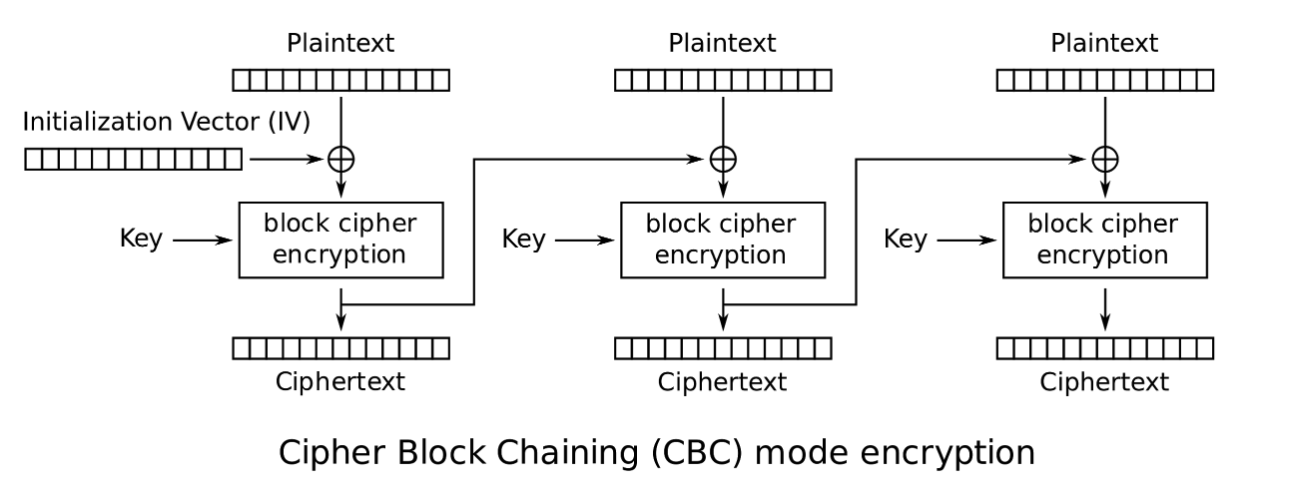 Plaintext
Plaintext
Plaintext
Initialization Vector (IV)
Key
block cipher
encryption
Key
block cipher
encryption
Key
block cipher
encryption
Ciphertext
Ciphertext
Ciphertext
Cipher Block Chaining (CBC) mode encryption